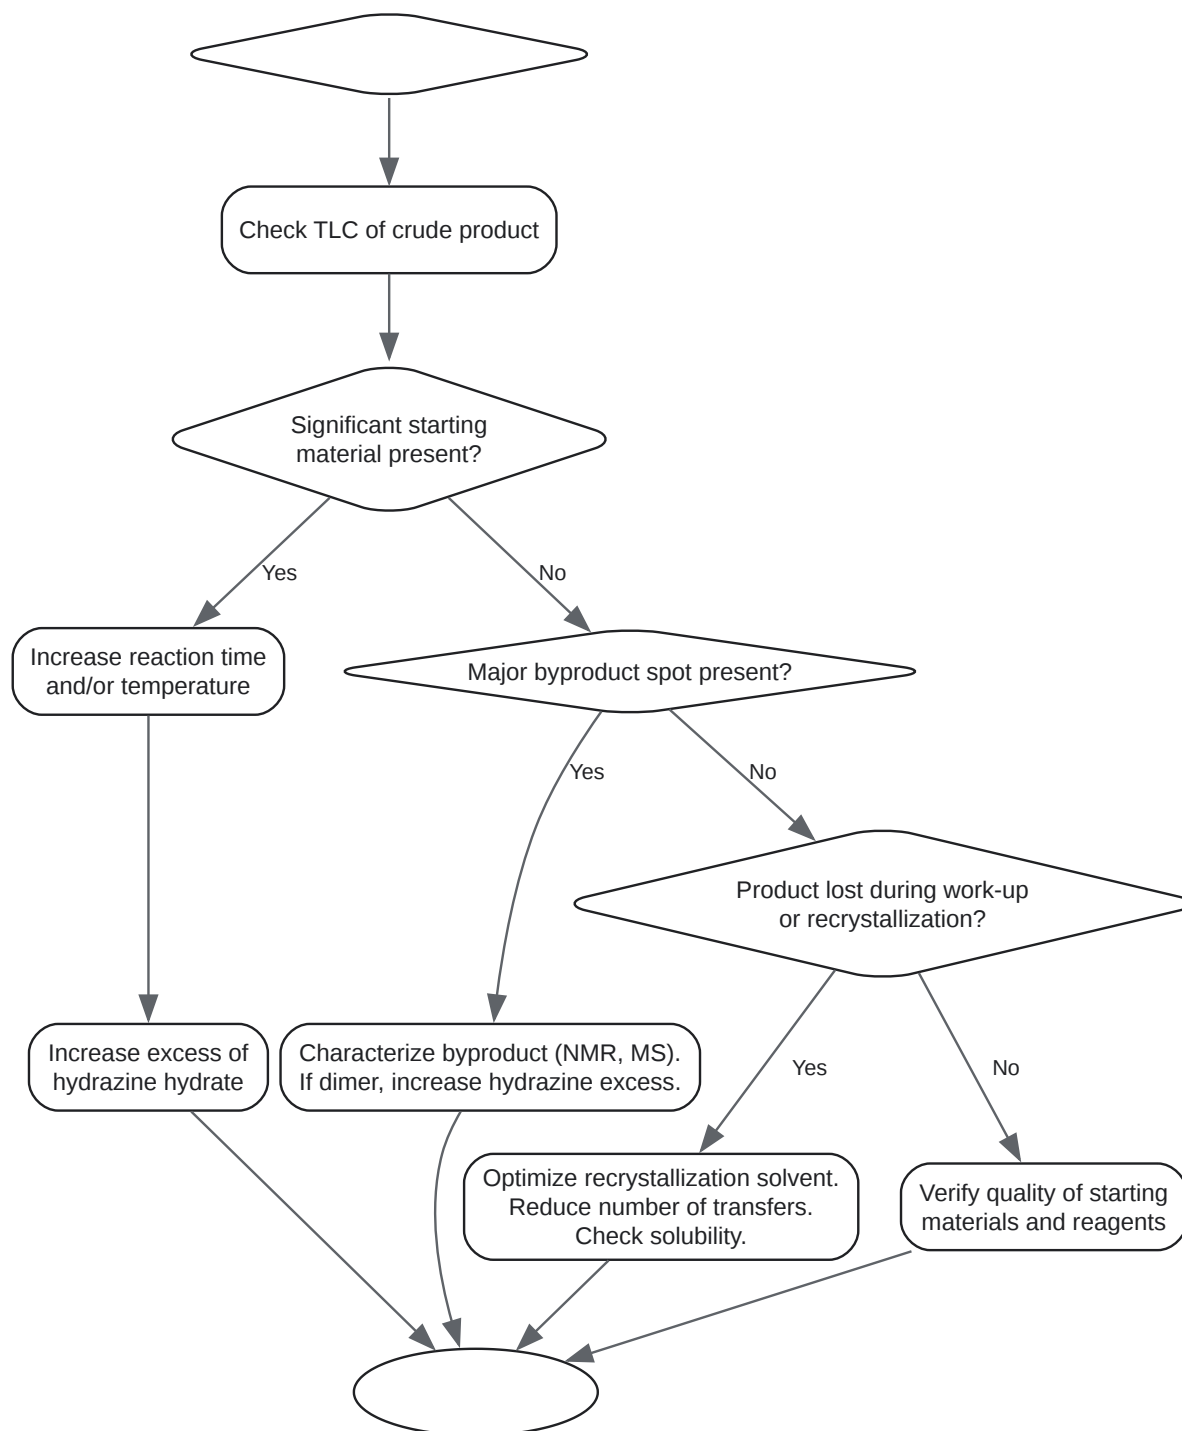 Check TLC of crude product
Significant starting
material present?
Yes
No
Increase reaction time
and/or temperature
Major byproduct spot present?
Yes
No
Product lost during work-up
or recrystallization?
Increase excess of
hydrazine hydrate
Characterize byproduct (NMR, MS).
If dimer, increase hydrazine excess.
Yes
No
Optimize recrystallization solvent.
Reduce number of transfers.
Check solubility.
Verify quality of starting
materials and reagents